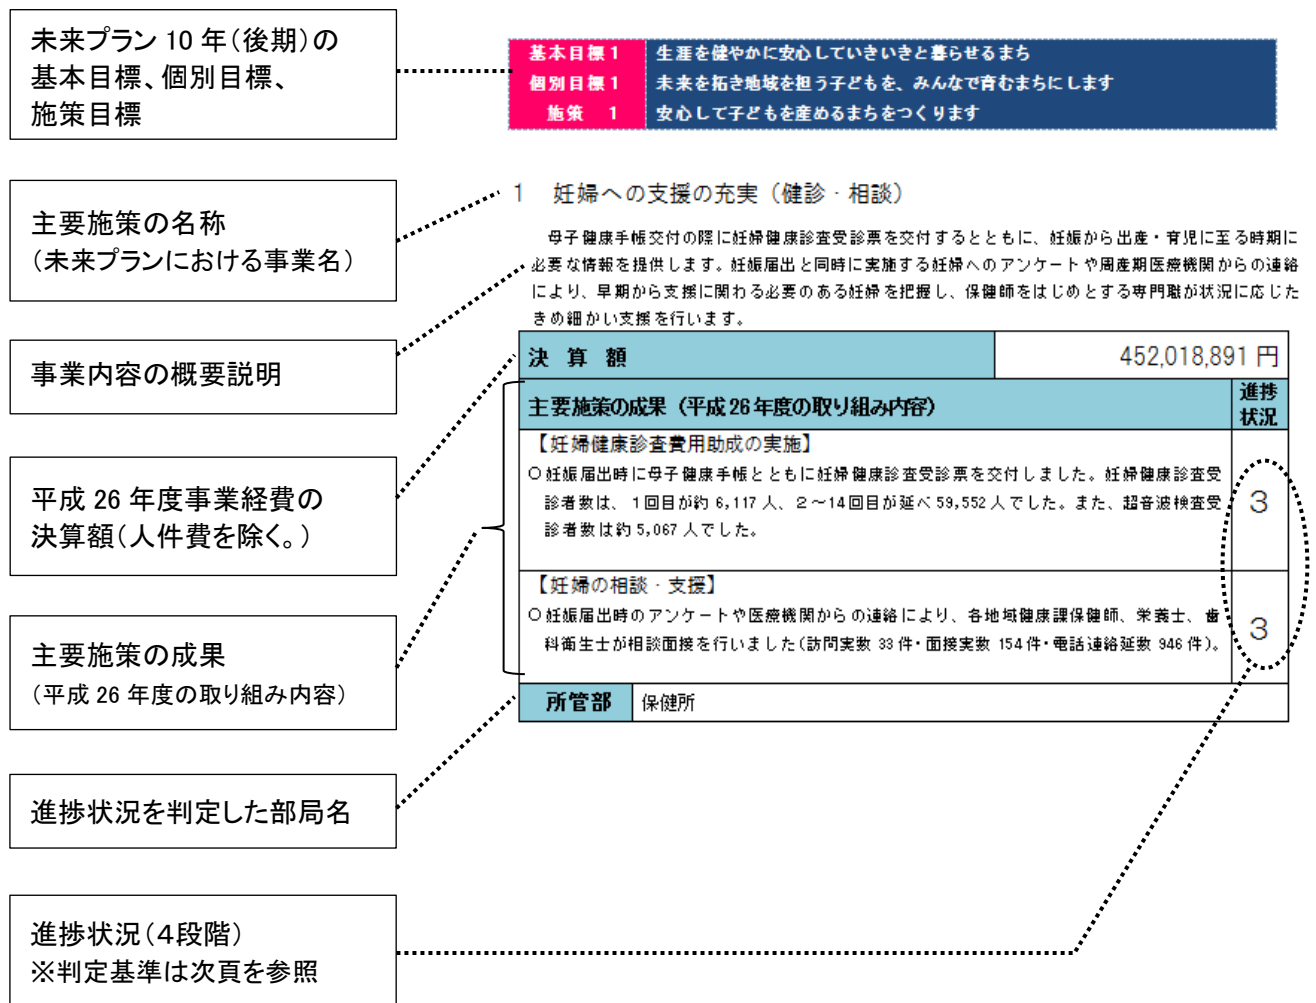 未来プラン 10 年（後期）の
基本目標、個別目標、
施策目標
基本目標１　生涯を健やかに安心していきいきと暮らせるまち
個別目標１　未来を拓き地域を担う子どもを、みんなで育むまちにします
施策　１　安心して子どもを産めるまちをつくります
主要施策の名称
（未来プランにおける事業名）
1　妊婦への支援の充実（健診・相談）
母子健康手帳交付の際に妊婦健康診査受診票を交付するとともに、妊娠から出産・育児に至る時期に
必要な情報を提供します。妊娠届出と同時に実施する妊婦へのアンケートや周産期医療機関からの連絡
により、早期から支援に関わる必要のある妊婦を把握し、保健師をはじめとする専門職が状況に応じた
きめ細かい支援を行います。
事業内容の概要説明
決 算 額　452,018,891 円
主要施策の成果（平成 26 年度の取り組み内容）　進捗
状況
平成 26 年度事業経費の
決算額（人件費を除く。）
【妊婦健康診査費用助成の実施】
○妊娠届出時に母子健康手帳とともに妊婦健康診査受診票を交付しました。妊婦健康診査受
診者数は、１回目が約 6,117 人、２～14 回目が延べ 59,552 人でした。また、超音波検査受
診者数は約 5,067 人でした。
3
【妊婦の相談・支援】
○妊娠届出時のアンケートや医療機関からの連絡により、各地域健康課保健師、栄養士、歯
科衛生士が相談面接を行いました（訪問実数 33 件・面接実数 154 件・電話連絡延数 946 件）。
3
主要施策の成果
（平成 26 年度の取り組み内容）
所管部　保健所
進捗状況を判定した部局名
進捗状況（４段階）
※判定基準は次頁を参照